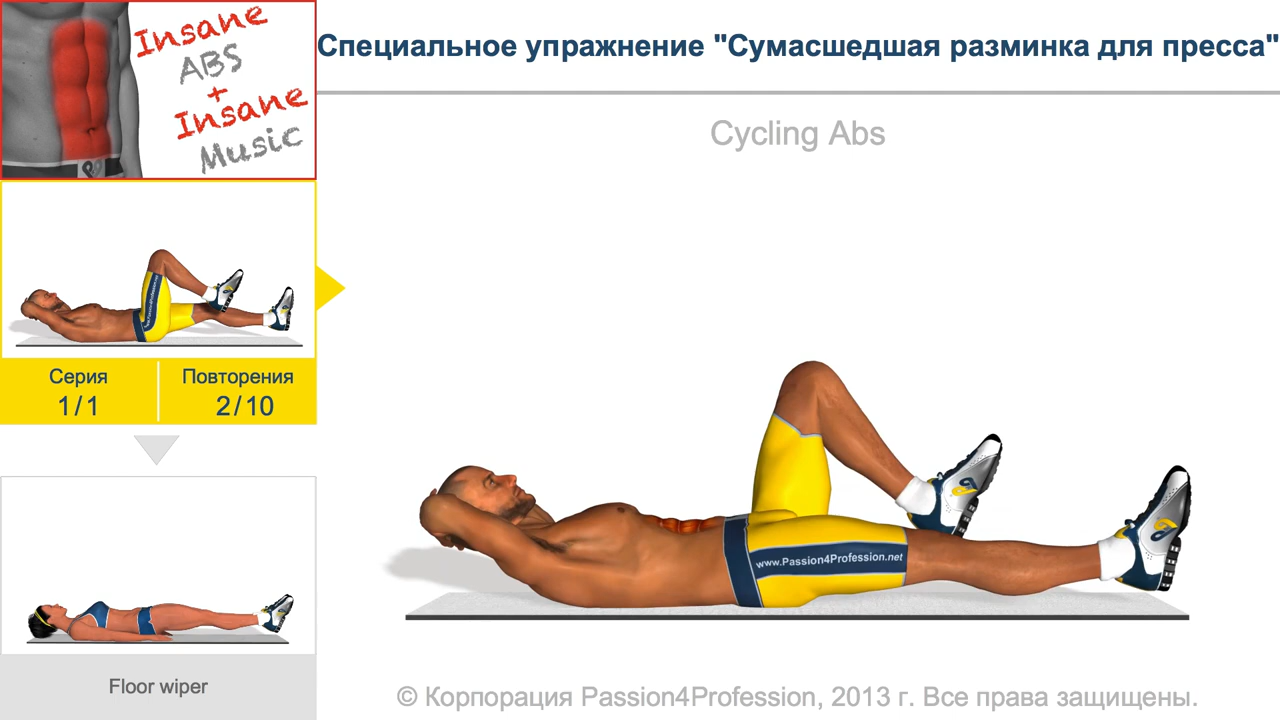 Insane
ABS
+
Insane
Music
Специальное упражнение "Сумасшедшая разминка для пресса"
Cycling Abs
Серия
1/1
Повторения
2/10
www.Passion4Profession.net
Floor wiper
© Корпорация Passion4Profession, 2013 г. Все права защищены.